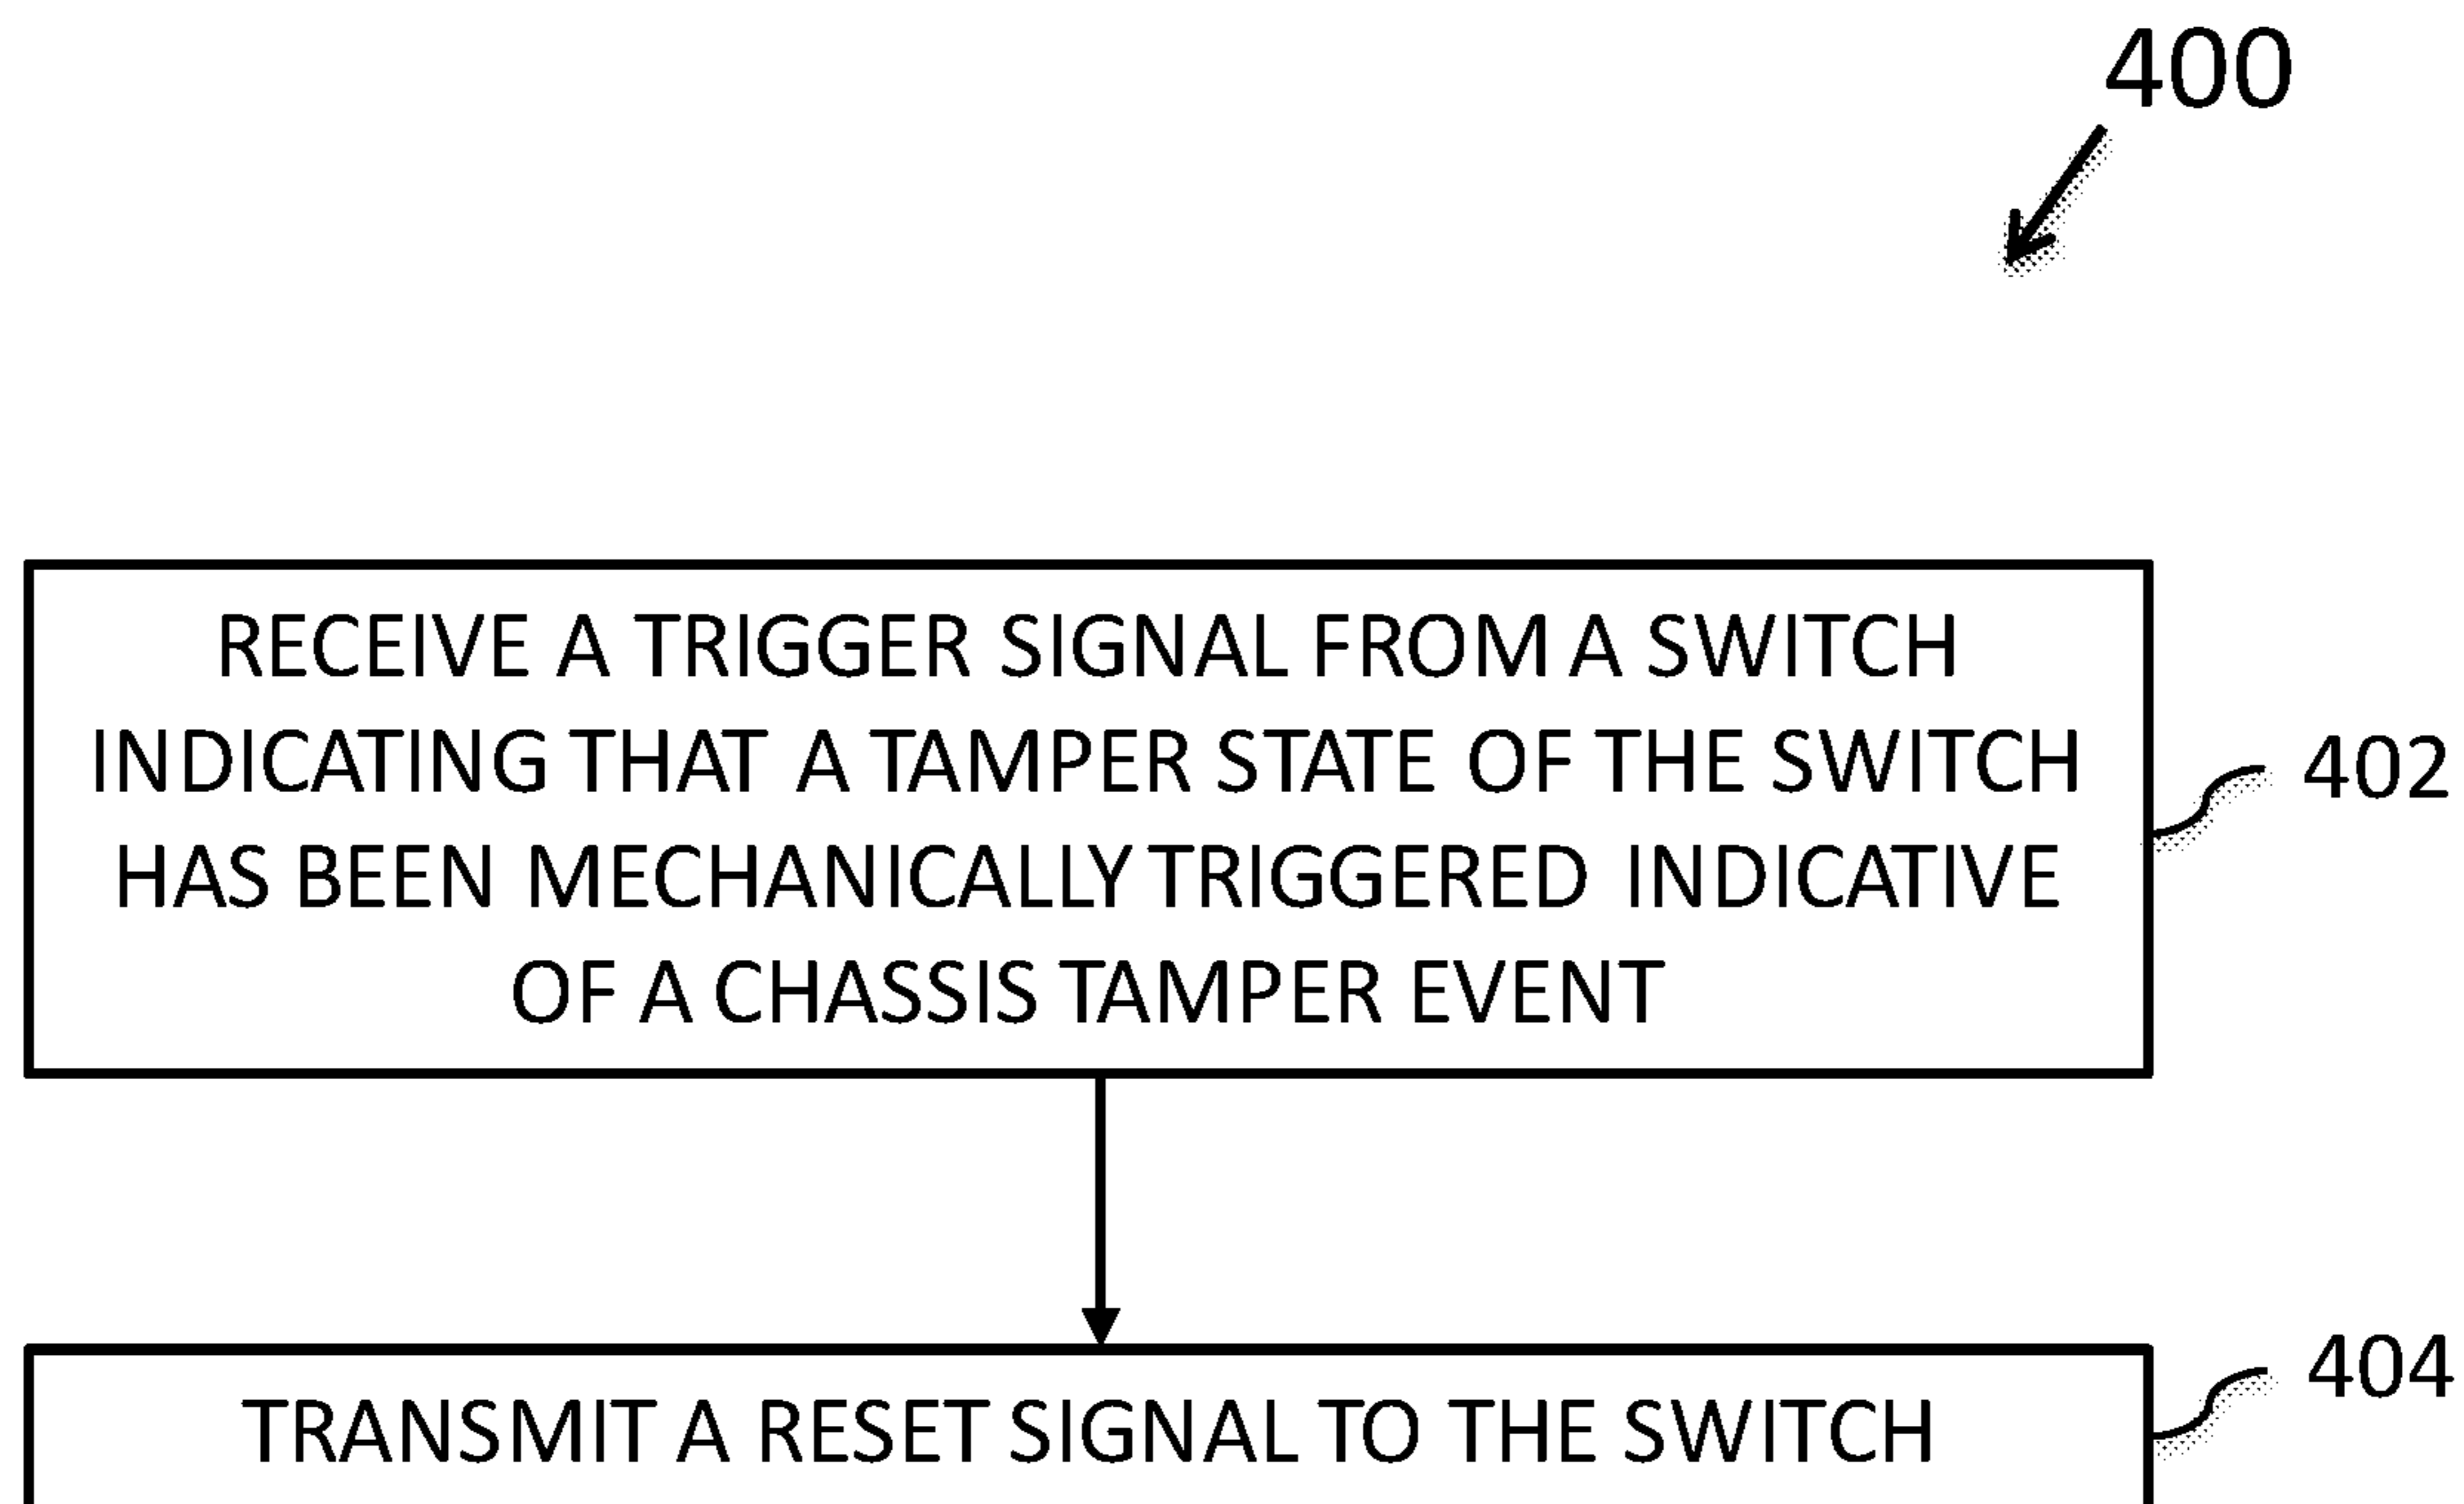 400
RECEIVE A TRIGGER SIGNAL FROM A SWITCH
INDICATING THAT A TAMPER STATE OF THE SWITCH
HAS BEEN MECHANICALLY TRIGGERED INDICATIVE
OF A CHASSIS TAMPER EVENT
402
TRANSMIT A RESET SIGNAL TO THE SWITCH
404